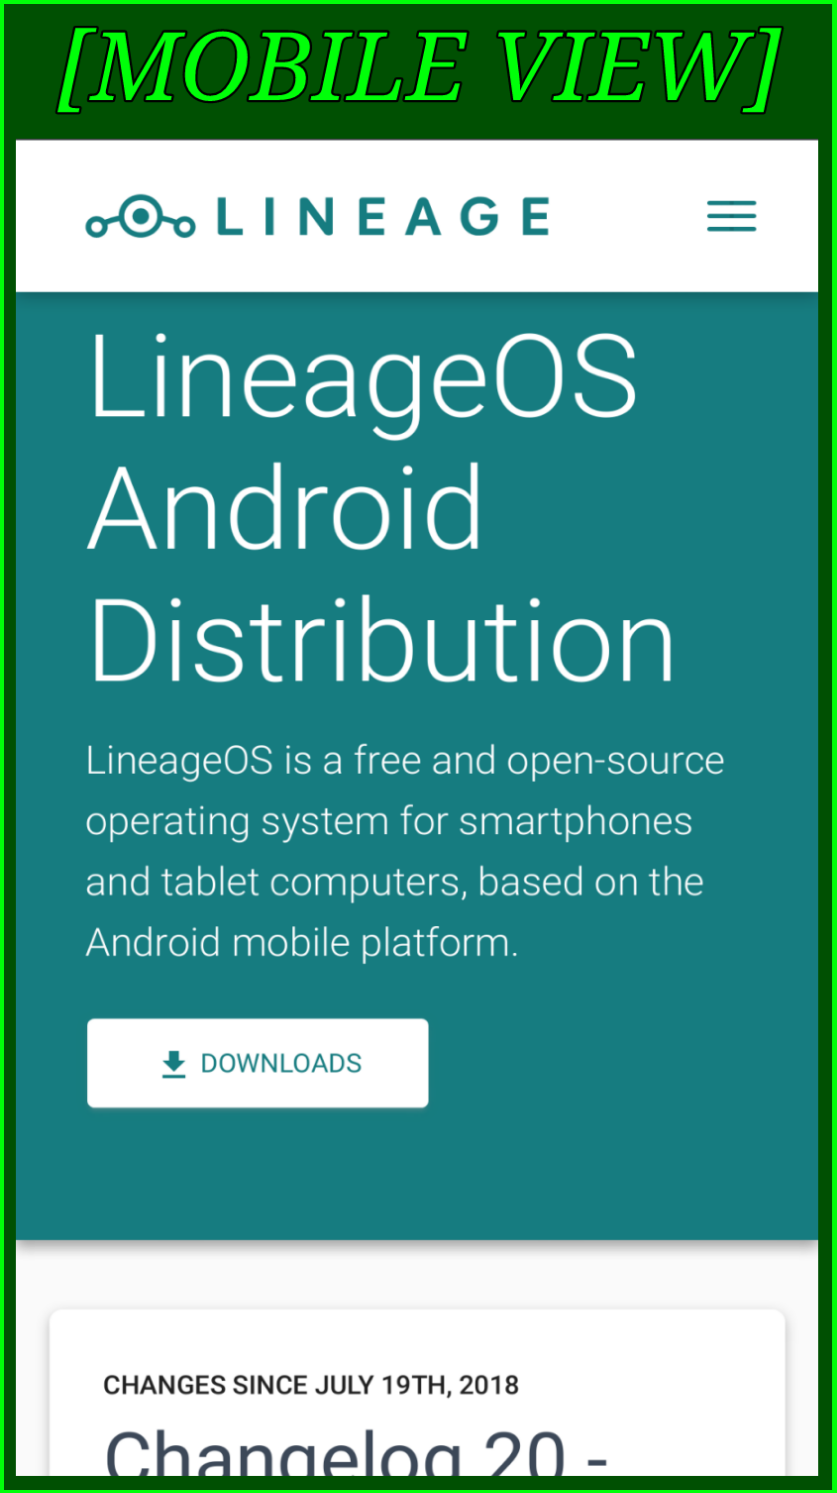 [MOBILE VIEW]
LINEAGE
LineageOS
Android
Distribution
LineageOS is a free and open-source
operating system for smartphones
and tablet computers, based on the
Android mobile platform.
DOWNLOADS
CHANGES SINCE JULY 19TH, 2018
Changelog 20 -